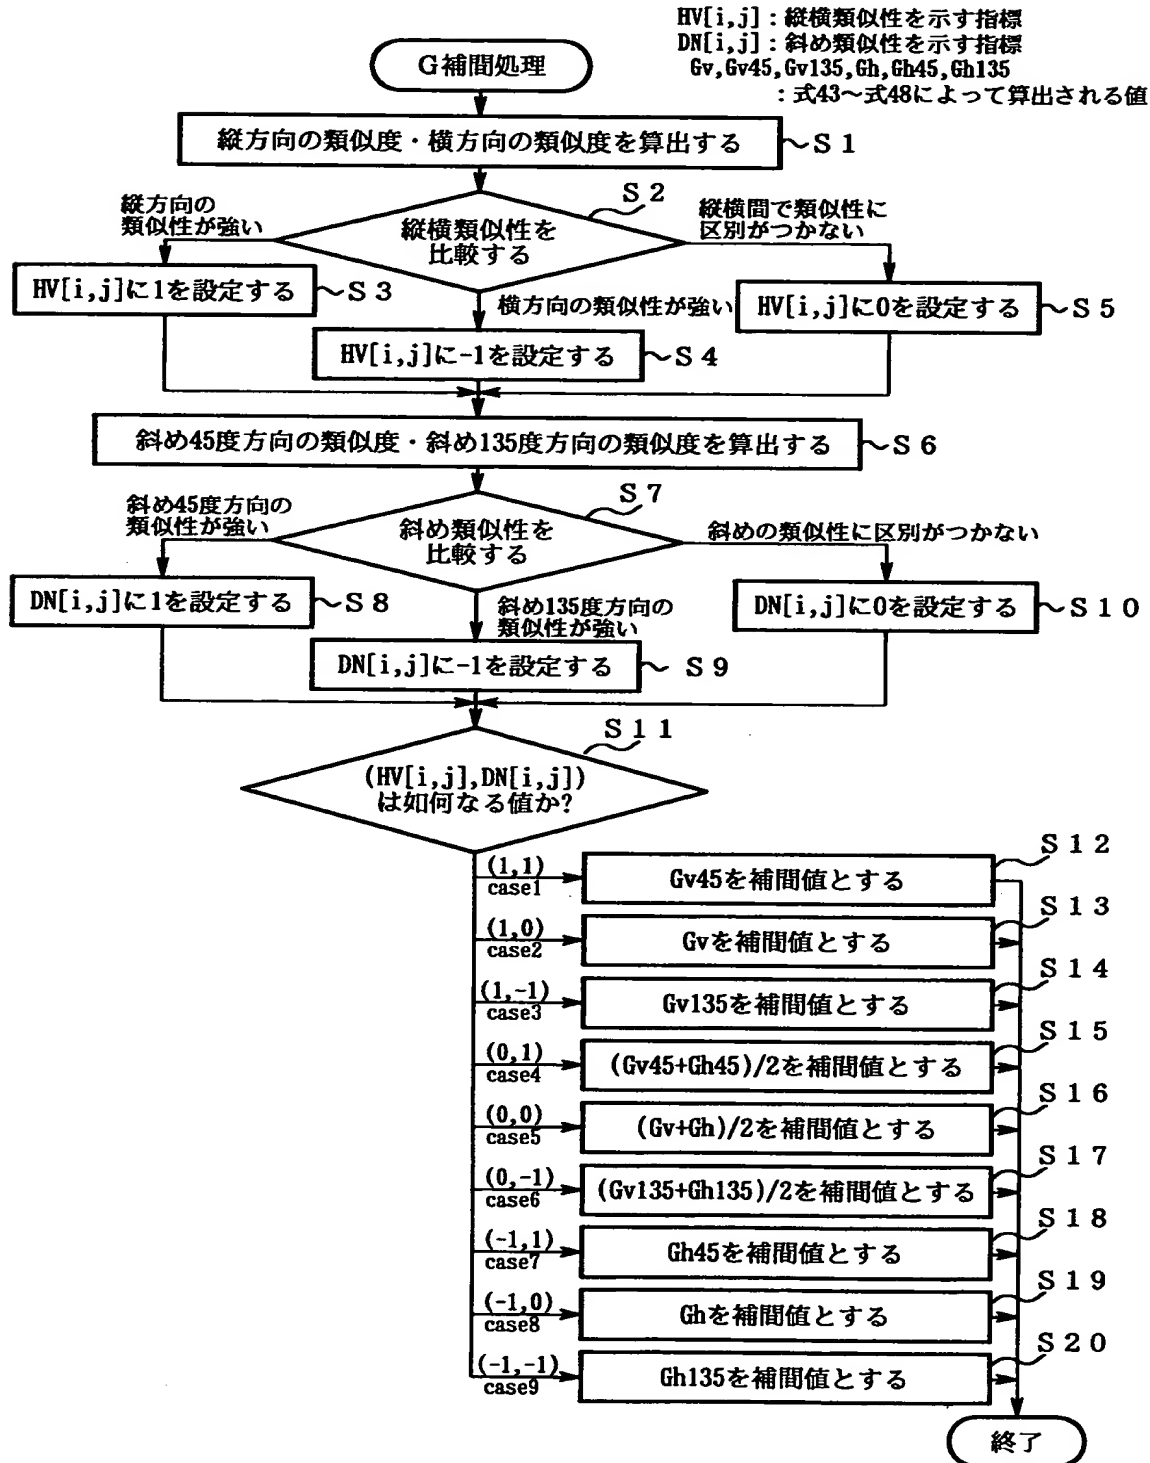 HV[i,j]：縦横類似性を示す指標
DN[i,j]：斜め類似性を示す指標
Gv,Gv45,Gv135,Gh,Gh45,Gh135
：式43～式48によって算出される値
G補間処理
縦方向の類似度・横方向の類似度を算出する
S1
S2
縦方向の
類似性が強い
縦横類似性を
比較する
縦横間で類似性に
区別がつかない
HV[i,j]に1を設定する
S3
横方向の類似性が強い
HV[i,j]に0を設定する
S5
HV[i,j]に-1を設定する
S4
斜め45度方向の類似度・斜め135度方向の類似度を算出する
S6
S7
斜め45度方向の
類似性が強い
斜め類似性を
比較する
斜めの類似性に区別がつかない
DN[i,j]に1を設定する
S8
斜め135度方向の
類似性が強い
DN[i,j]に0を設定する
S10
DN[i,j]に-1を設定する
S9
S11
(HV[i,j],DN[i,j])
は如何なる値か?
S12
(1,1)
case1
Gv45を補間値とする
S13
(1,0)
case2
Gvを補間値とする
S14
(1,-1)
case3
Gv135を補間値とする
S15
(0,1)
case4
(Gv45+Gh45)/2を補間値とする
S16
(0,0)
case5
(Gv+Gh)/2を補間値とする
S17
(0,-1)
case6
(Gv135+Gh135)/2を補間値とする
S18
(-1,1)
case7
Gh45を補間値とする
S19
(-1,0)
case8
Ghを補間値とする
S20
(-1,-1)
case9
Gh135を補間値とする
終了